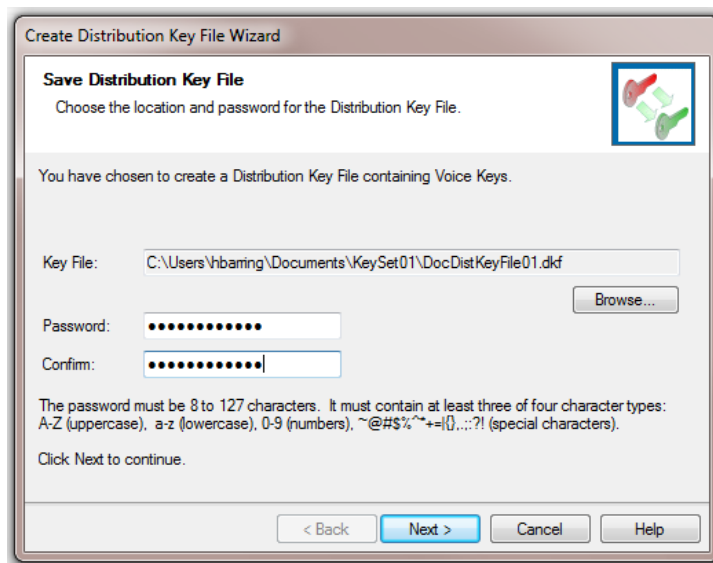 Create Distribution Key File Wizard
Save Distribution Key File
Choose the location and password for the Distribution Key File.
You have chosen to create a Distribution Key File containing Voice Keys.
Key File: C:\Users\hbarring\Documents\KeySet01\DocDistKeyFile01.dkf
Browse...
Password: ●●●●●●●●●●●●
Confirm: ●●●●●●●●●●●●
The password must be 8 to 127 characters. It must contain at least three of four character types:
A-Z (uppercase), a-z (lowercase), 0-9 (numbers), ~@#$%^*+=|{},.;:?! (special characters).
Click Next to continue.
< Back Next > Cancel Help